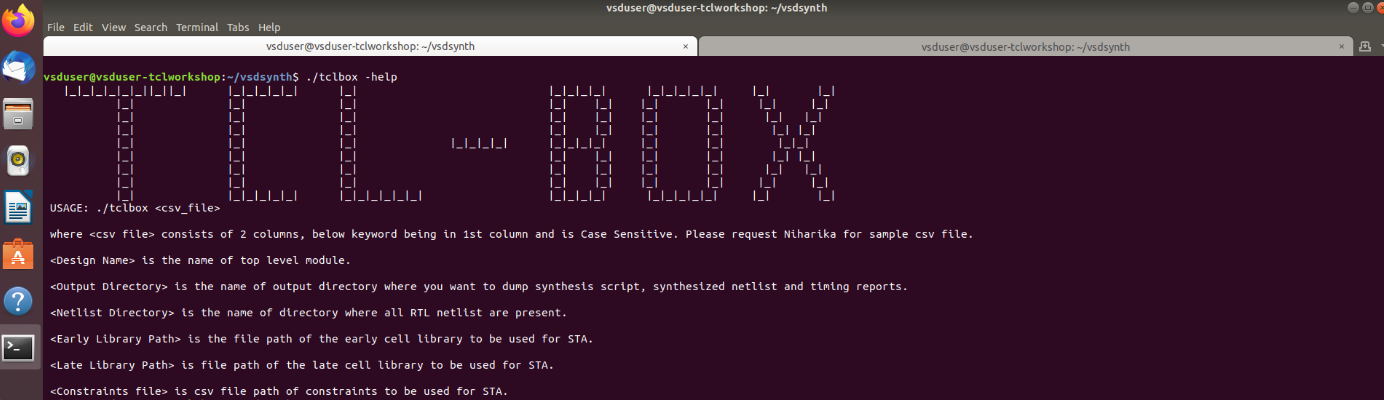 vsduser@vsduser-tclworkshop: ~/vsdsynth
File Edit View Search Terminal Tabs Help
vsduser@vsduser-tclworkshop: ~/vsdsynth × vsduser@vsduser-tclworkshop: ~/vsdsynth ×
vsduser@vsduser-tclworkshop:~/vsdsynth$ ./tclbox -help
TCL-BOX
USAGE: ./tclbox <csv_file>
where <csv file> consists of 2 columns, below keyword being in 1st column and is Case Sensitive. Please request Niharika for sample csv file.
<Design Name> is the name of top level module.
<Output Directory> is the name of output directory where you want to dump synthesis script, synthesized netlist and timing reports.
<Netlist Directory> is the name of directory where all RTL netlist are present.
<Early Library Path> is the file path of the early cell library to be used for STA.
<Late Library Path> is file path of the late cell library to be used for STA.
<Constraints file> is csv file path of constraints to be used for STA.